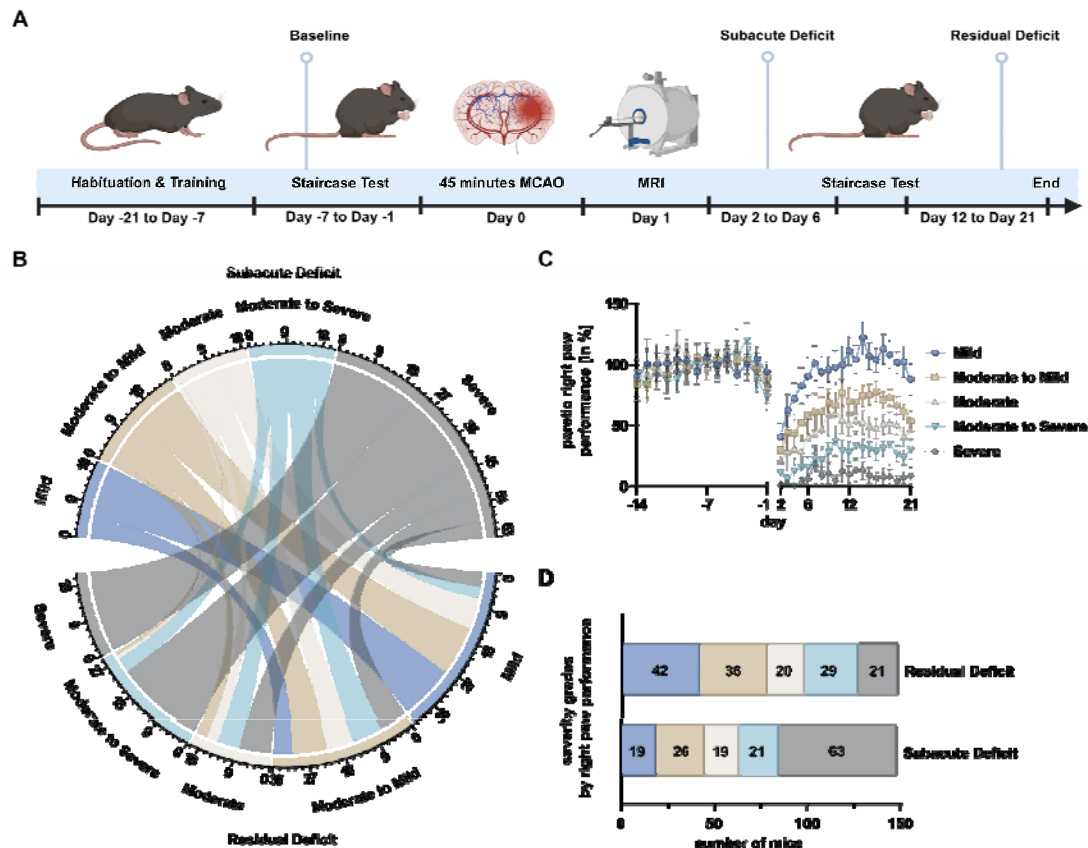 A
Baseline
Subacute Deficit
Residual Deficit
Habituation & Training
Staircase Test
45 minutes MCAO
MRI
Staircase Test
End
Day -21 to Day -7
Day -7 to Day -1
Day 0
Day 1
Day 2 to Day 6
Day 12 to Day 21
B
Subacute Deficit
Mild
Moderate to Mild
Moderate
Moderate to Severe
Severe
Severe
Moderate to Severe
Moderate
Moderate to Mild
Mild
Residual Deficit
C
paretic right paw
performance [in %]
150
100
50
0
-14
-7
-1
2
6
12
21
day
Mild
Moderate to Mild
Moderate
Moderate to Severe
Severe
D
severity grades
by right paw performance
42
36
20
29
21
Residual Deficit
19
26
19
21
63
Subacute Deficit
0
50
100
150
number of mice